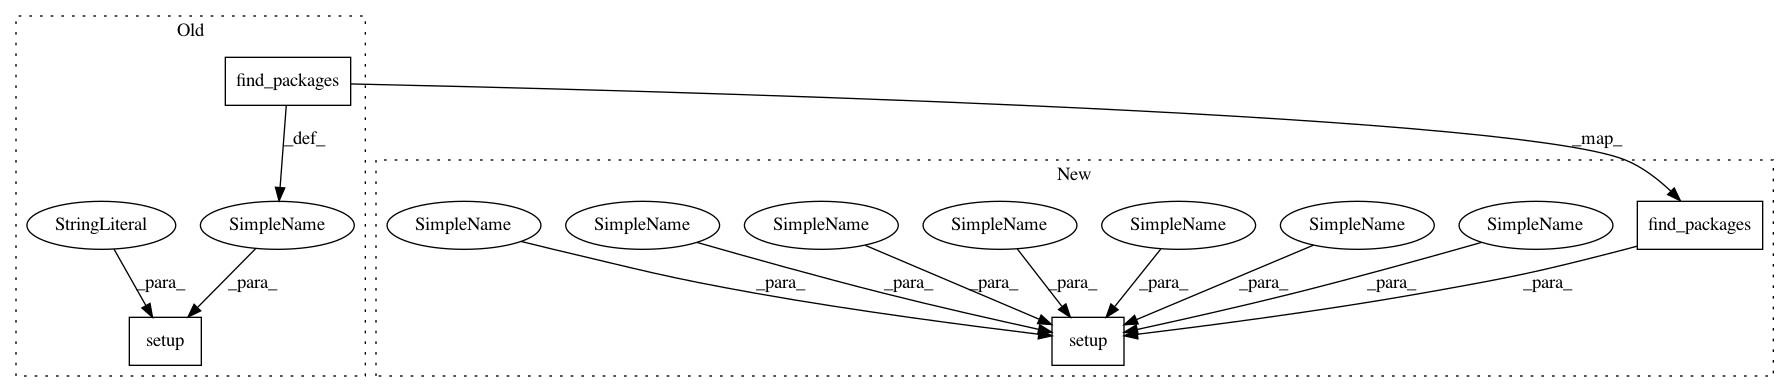 Old
find_packages
_def_
_map_
New
StringLiteral
SimpleName
SimpleName
SimpleName
SimpleName
SimpleName
SimpleName
SimpleName
SimpleName
find_packages
_para_
_para_
_para_
_para_
_para_
_para_
_para_
_para_
_para_
_para_
setup
setup